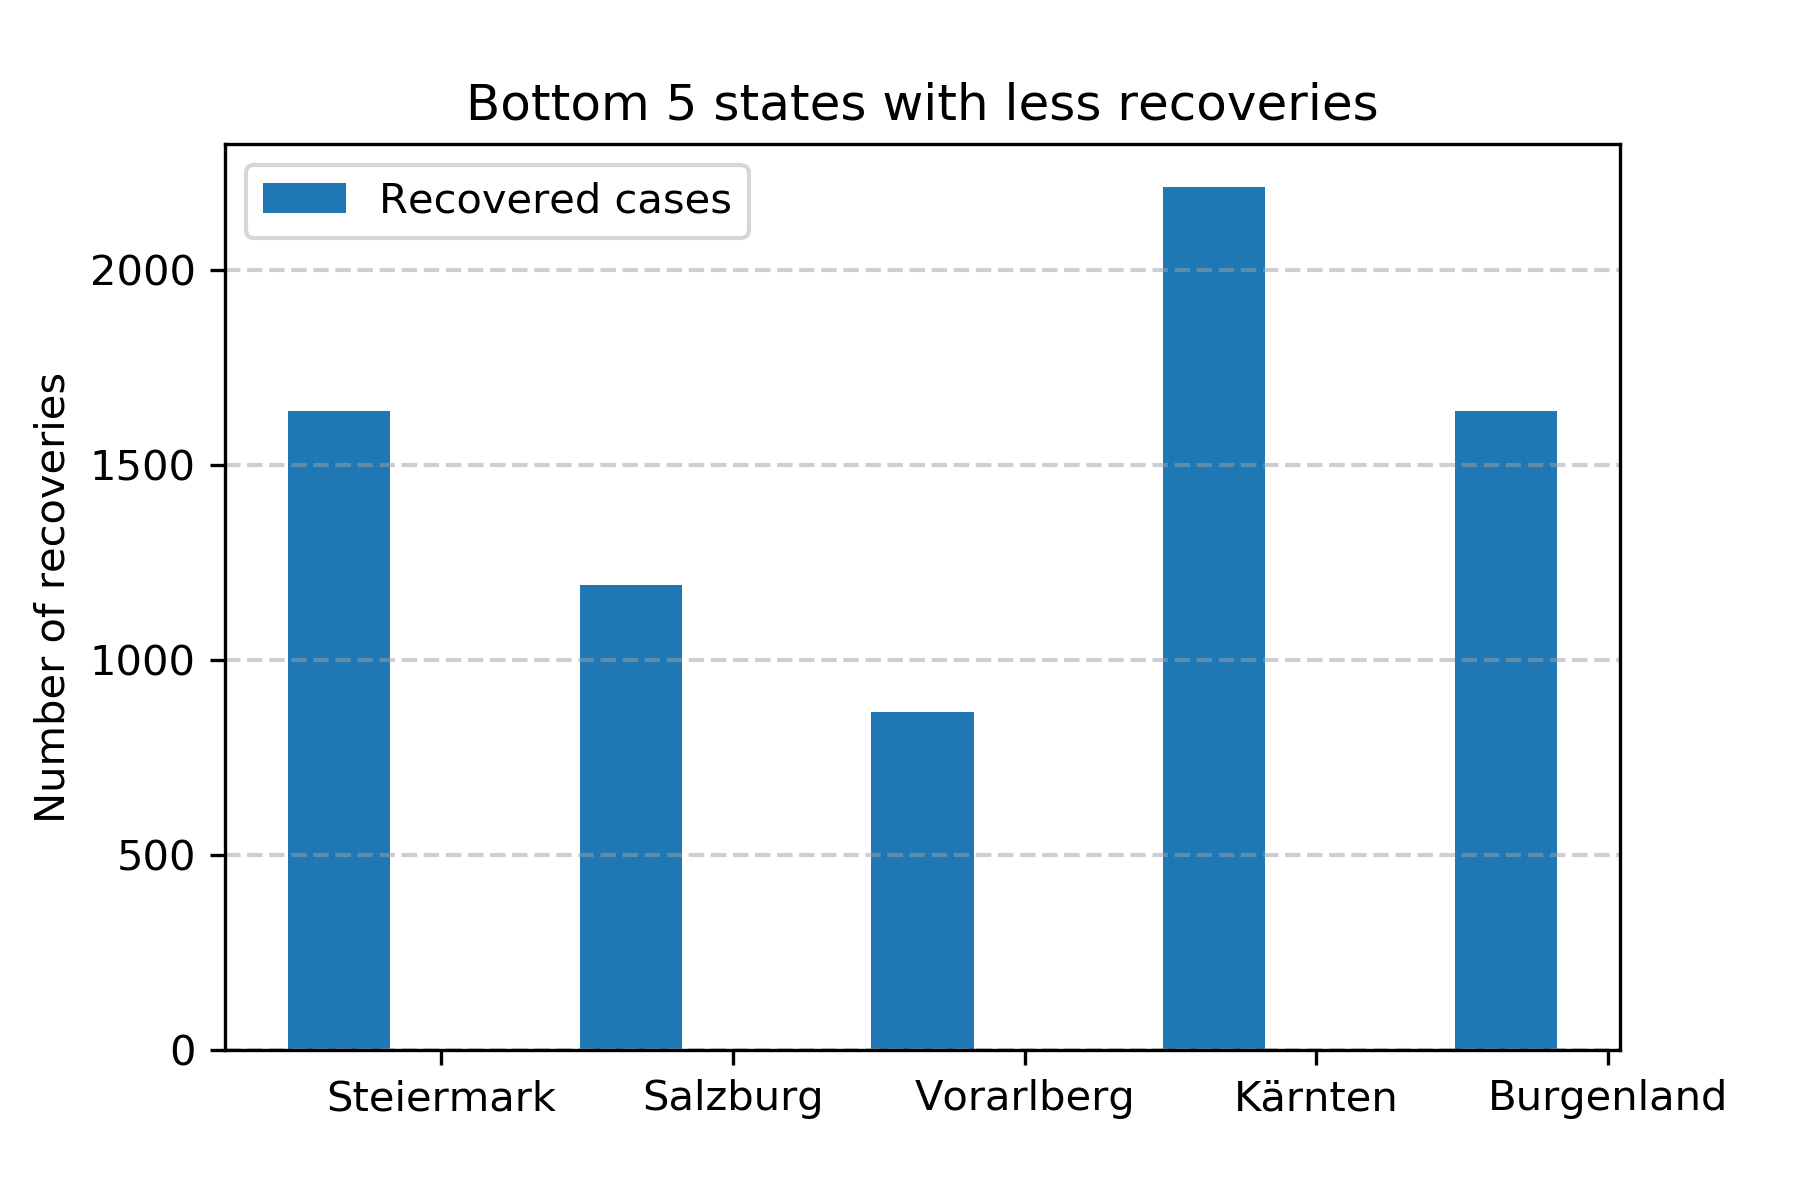 Bottom 5 states with less recoveries
Recovered cases
Number of recoveries
2000
1500
1000
500
0
Steiermark Salzburg Vorarlberg Kärnten Burgenland